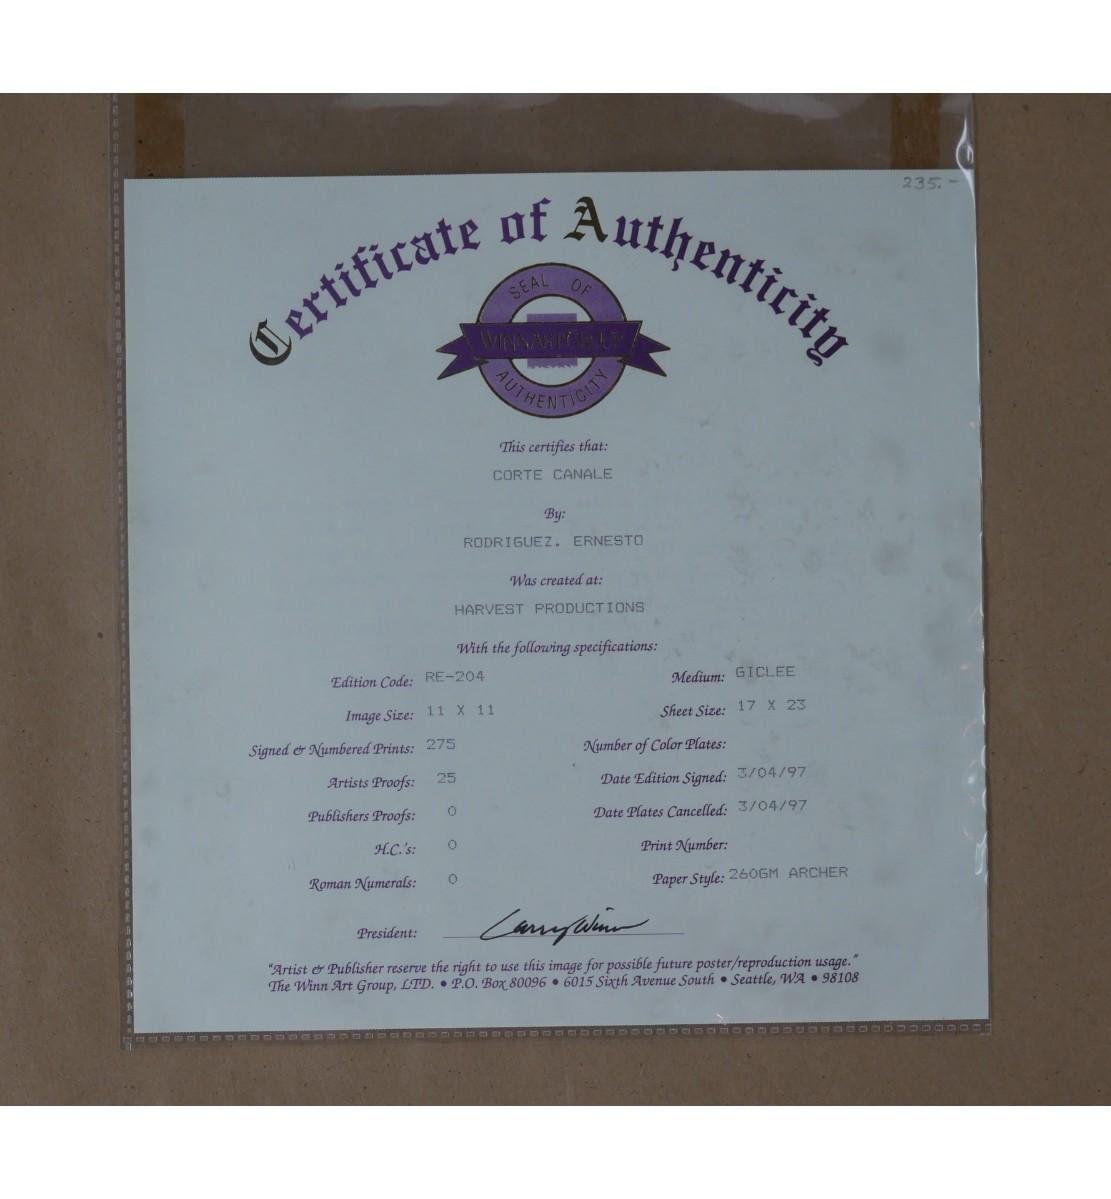 235.-
Certificate of Authenticity
SEAL OF
WINN ART GROUP
AUTHENTICITY
This certifies that:
CORTE CANALE
By:
RODRIGUEZ. ERNESTO
Was created at:
HARVEST PRODUCTIONS
With the following specifications:
Edition Code: RE-204 Medium: GICLEE
Image Size: 11 X 11 Sheet Size: 17 X 23
Signed & Numbered Prints: 275 Number of Color Plates:
Artists Proofs: 25 Date Edition Signed: 3/04/97
Publishers Proofs: 0 Date Plates Cancelled: 3/04/97
H.C.'s: 0 Print Number:
Roman Numerals: 0 Paper Style: 260GM ARCHER
President: Larry Winn
"Artist & Publisher reserve the right to use this image for possible future poster/reproduction usage."
The Winn Art Group, LTD. • P.O. Box 80096 • 6015 Sixth Avenue South • Seattle, WA • 98108